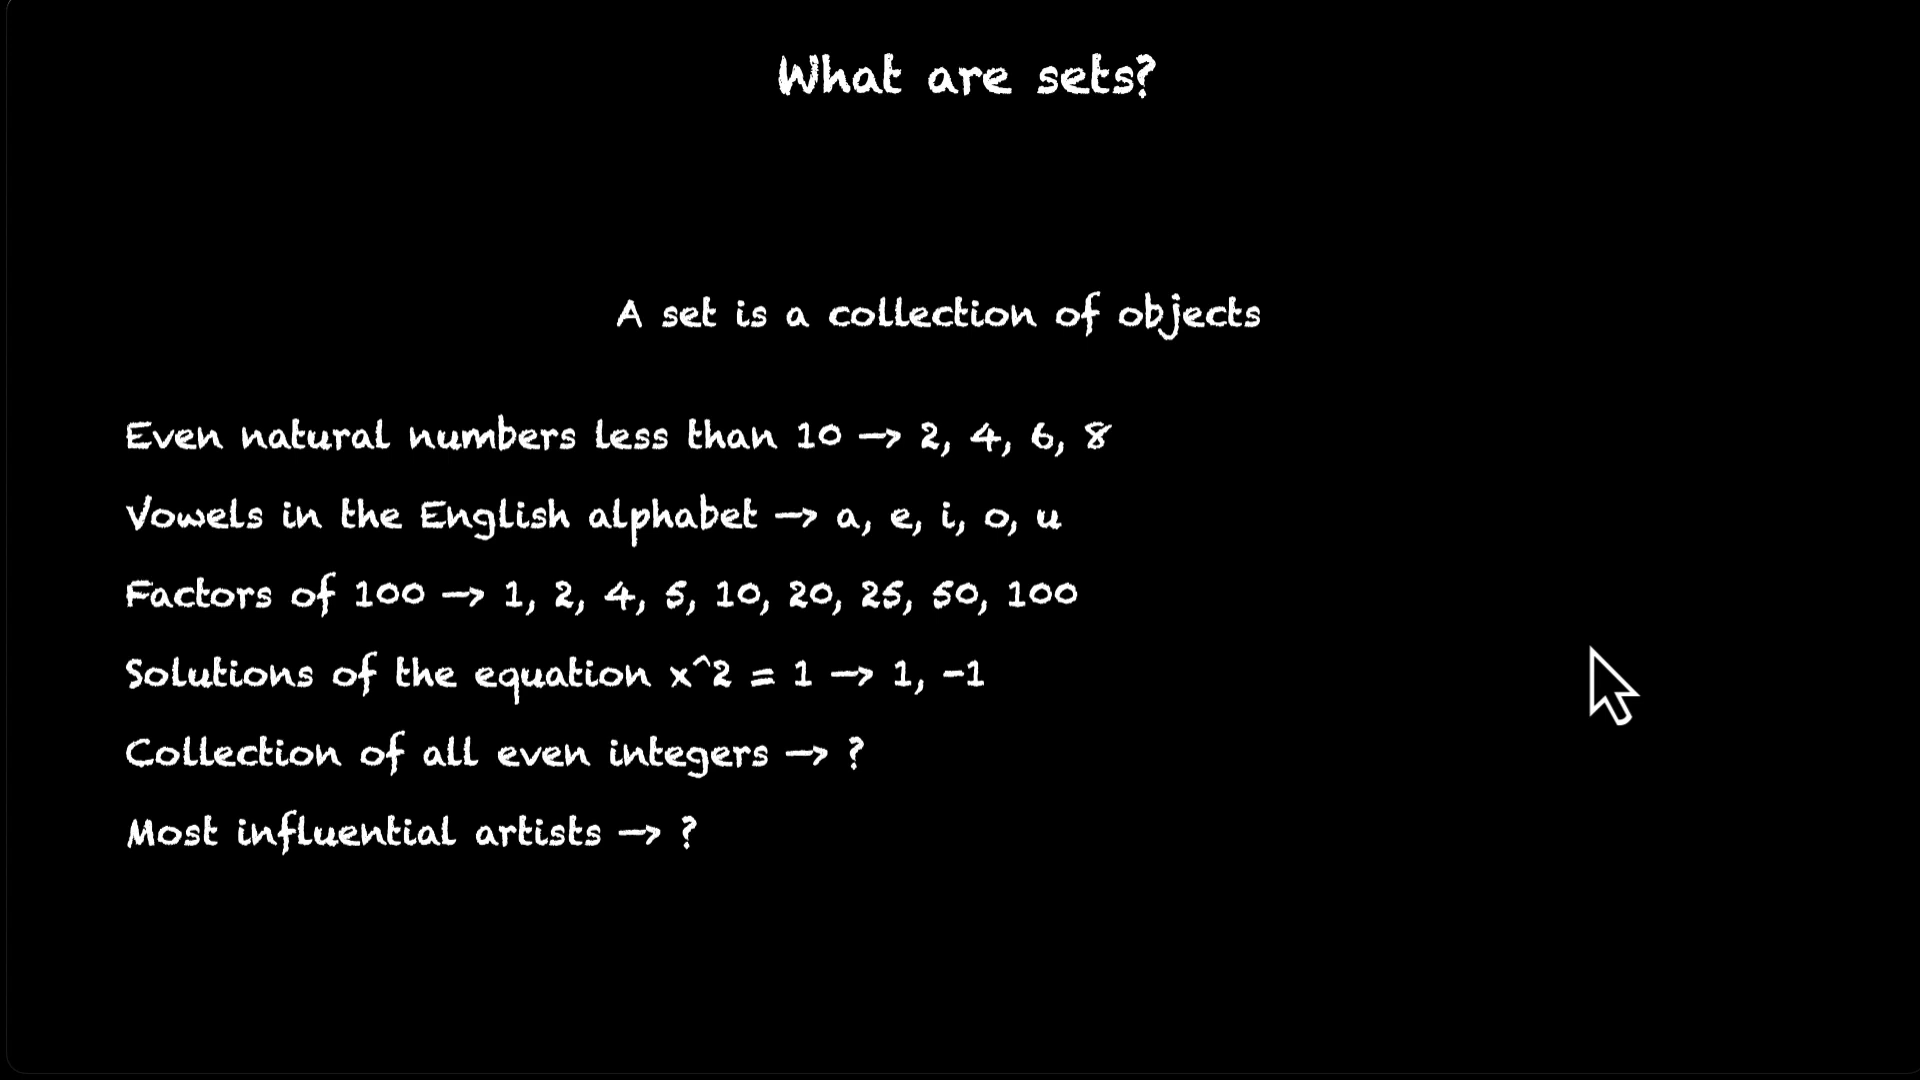 What are sets?
A set is a collection of objects
Even natural numbers less than 10 → 2, 4, 6, 8
Vowels in the English alphabet → a, e, i, o, u
Factors of 100 → 1, 2, 4, 5, 10, 20, 25, 50, 100
Solutions of the equation x^2 = 1 → 1, -1
Collection of all even integers → ?
Most influential artists → ?